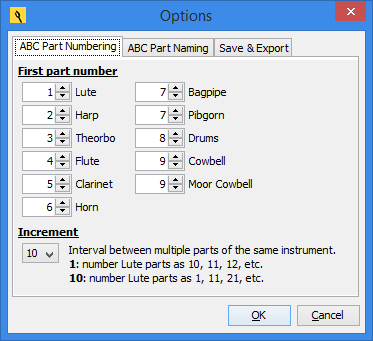 Options
ABC Part Numbering ABC Part Naming Save & Export
First part number
1 Lute 7 Bagpipe
2 Harp 7 Pibgorn
3 Theorbo 8 Drums
4 Flute 9 Cowbell
5 Clarinet 9 Moor Cowbell
6 Horn
Increment
10 Interval between multiple parts of the same instrument.
1: number Lute parts as 10, 11, 12, etc.
10: number Lute parts as 1, 11, 21, etc.
OK Cancel